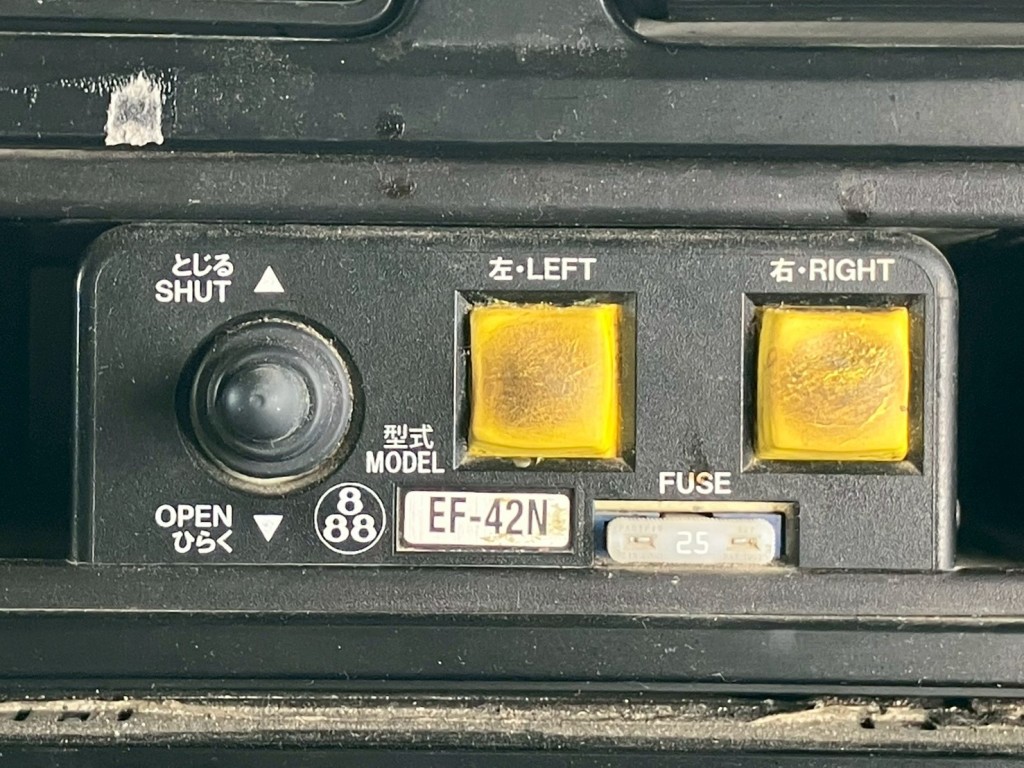 とじる
SHUT ▲
左・LEFT
右・RIGHT
型式
MODEL
FUSE
OPEN ▼
ひらく
8
88
EF-42N
25